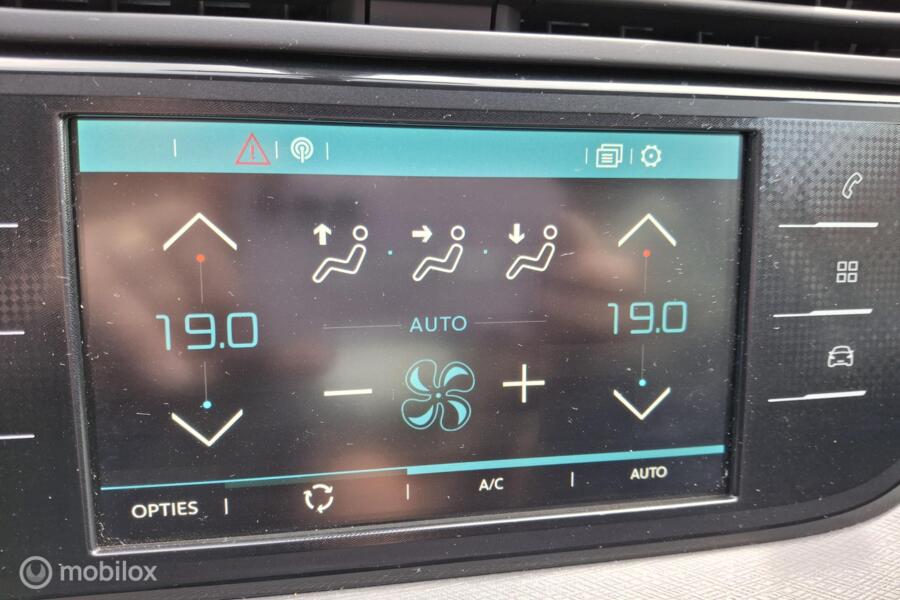 19.0
AUTO
19.0
OPTIES
A/C
AUTO
mobilox